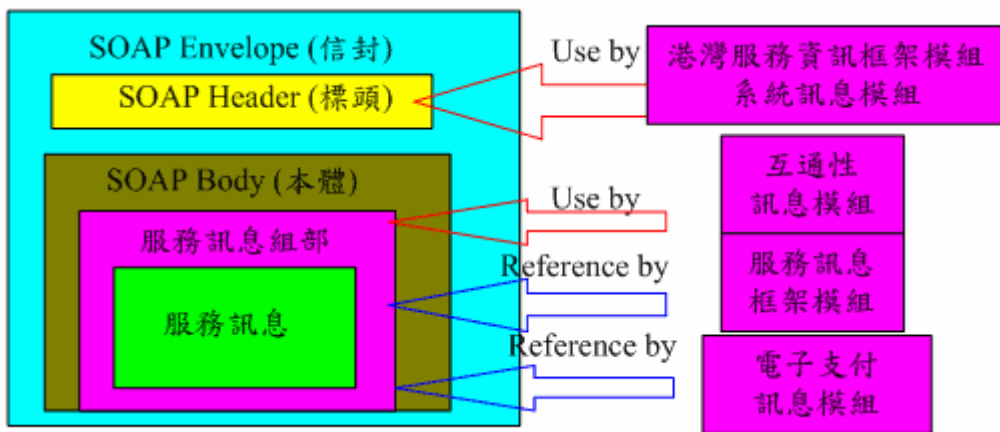 SOAP Envelope (信封)
SOAP Header (標頭)
SOAP Body (本體)
服務訊息組部
服務訊息
Use by
港灣服務資訊框架模組
系統訊息模組
Use by
互通性
訊息模組
Reference by
服務訊息
框架模組
Reference by
電子支付
訊息模組